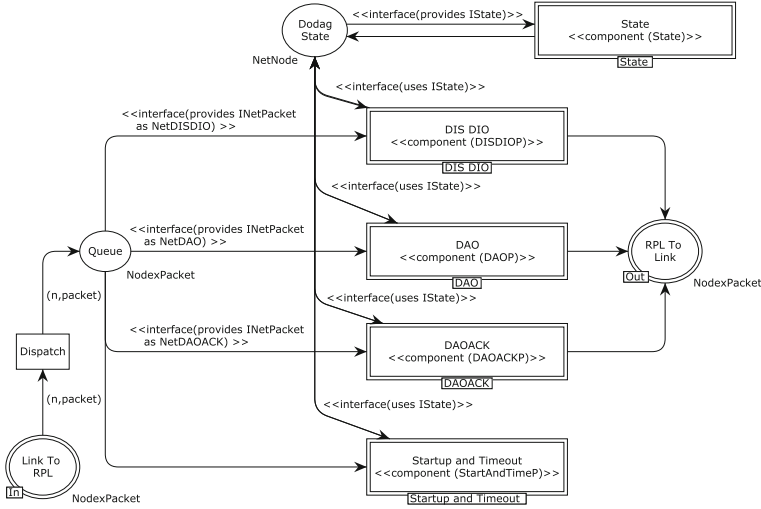 Dodag
State
NetNode
<<interface(provides IState)>>
State
<<component (State)>>
State
<<interface(uses IState)>>
<<interface(provides INetPacket
as NetDISDIO) >>
DIS DIO
<<component (DISDIOP)>>
DIS DIO
<<interface(uses IState)>>
Queue
NodexPacket
<<interface(provides INetPacket
as NetDAO) >>
DAO
<<component (DAOP)>>
DAO
RPL To
Link
Out
NodexPacket
(n,packet)
<<interface(uses IState)>>
<<interface(provides INetPacket
as NetDAOACK) >>
DAOACK
<<component (DAOACKP)>>
DAOACK
Dispatch
(n,packet)
<<interface(uses IState)>>
Link To
RPL
In
NodexPacket
Startup and Timeout
<<component (StartAndTimeP)>>
Startup and Timeout